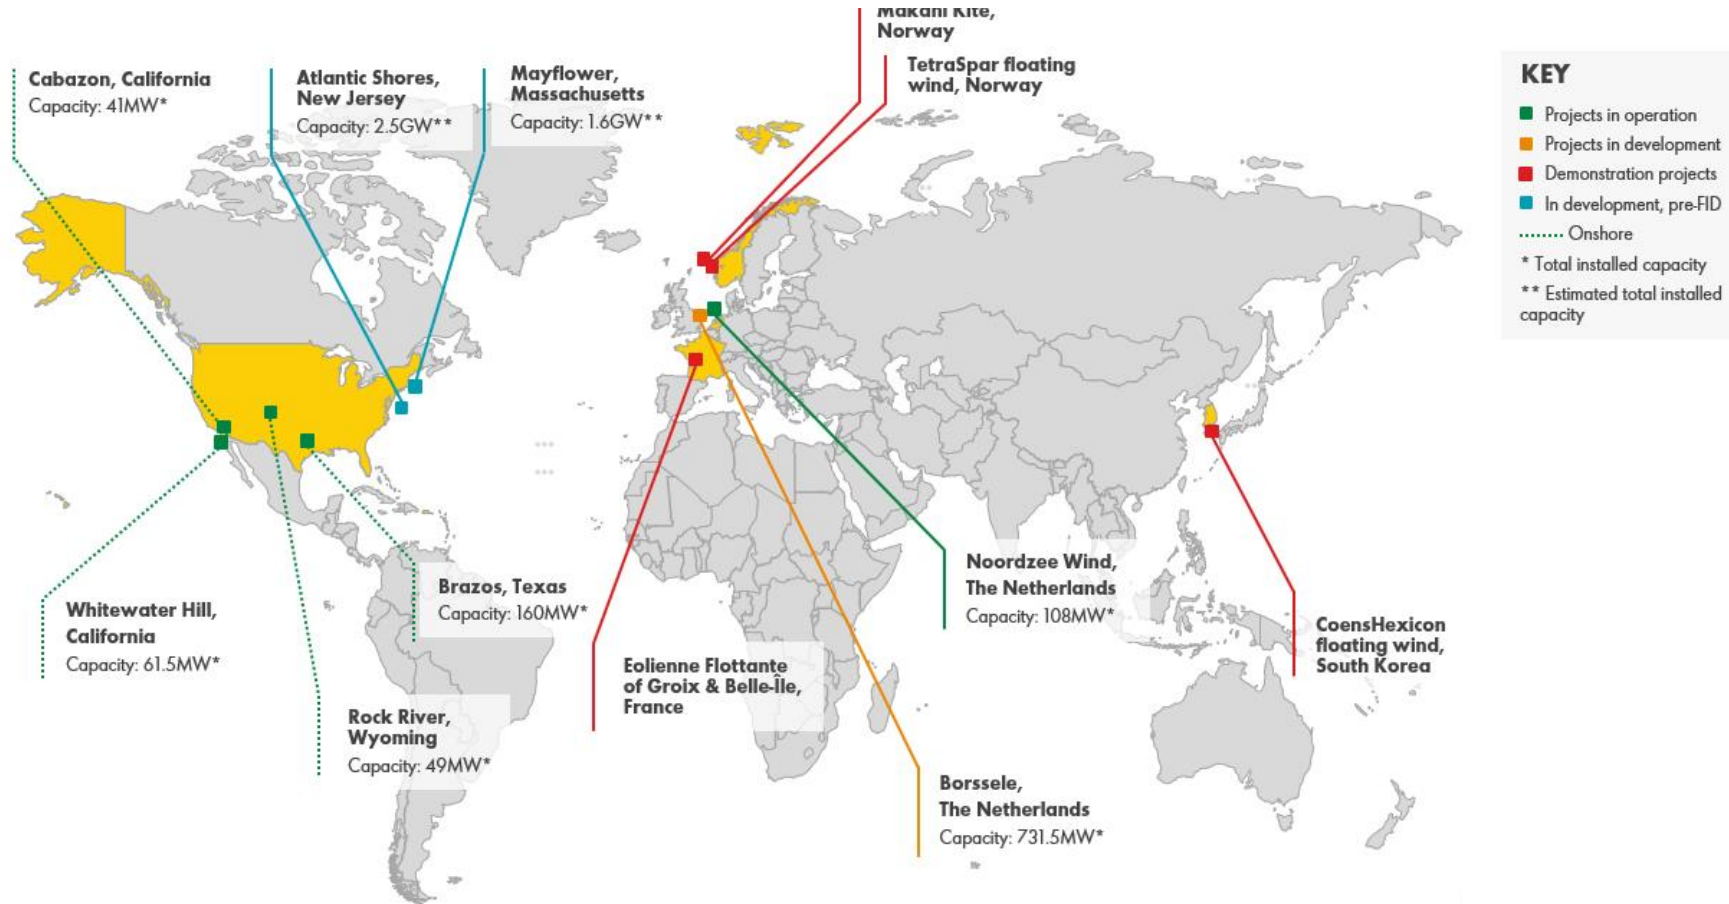 Makani Kite,
Norway
TetraSpar floating
wind, Norway
Cabazon, California
Capacity: 41MW*
Atlantic Shores,
New Jersey
Capacity: 2.5GW**
Mayflower,
Massachusetts
Capacity: 1.6GW**
KEY
Projects in operation
Projects in development
Demonstration projects
In development, pre-FID
Onshore
* Total installed capacity
** Estimated total installed
capacity
Whitewater Hill,
California
Capacity: 61.5MW*
Rock River,
Wyoming
Capacity: 49MW*
Brazos, Texas
Capacity: 160MW*
Eolienne Flottante
of Groix & Belle-Île,
France
Noordzee Wind,
The Netherlands
Capacity: 108MW*
Borssele,
The Netherlands
Capacity: 731.5MW*
CoensHexicon
floating wind,
South Korea